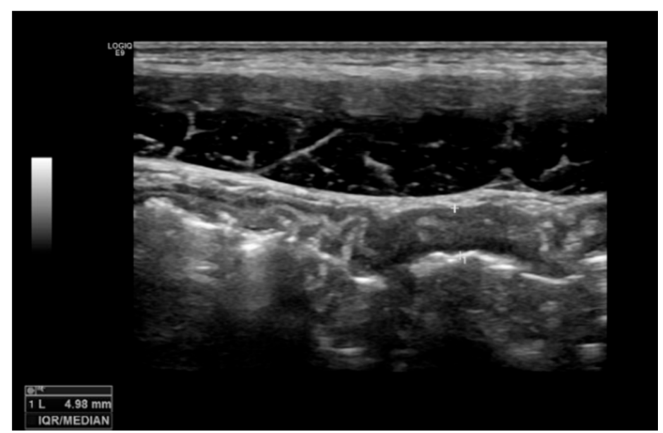 LOGIQ
E9
1 L 4.98 mm
IQR/MEDIAN